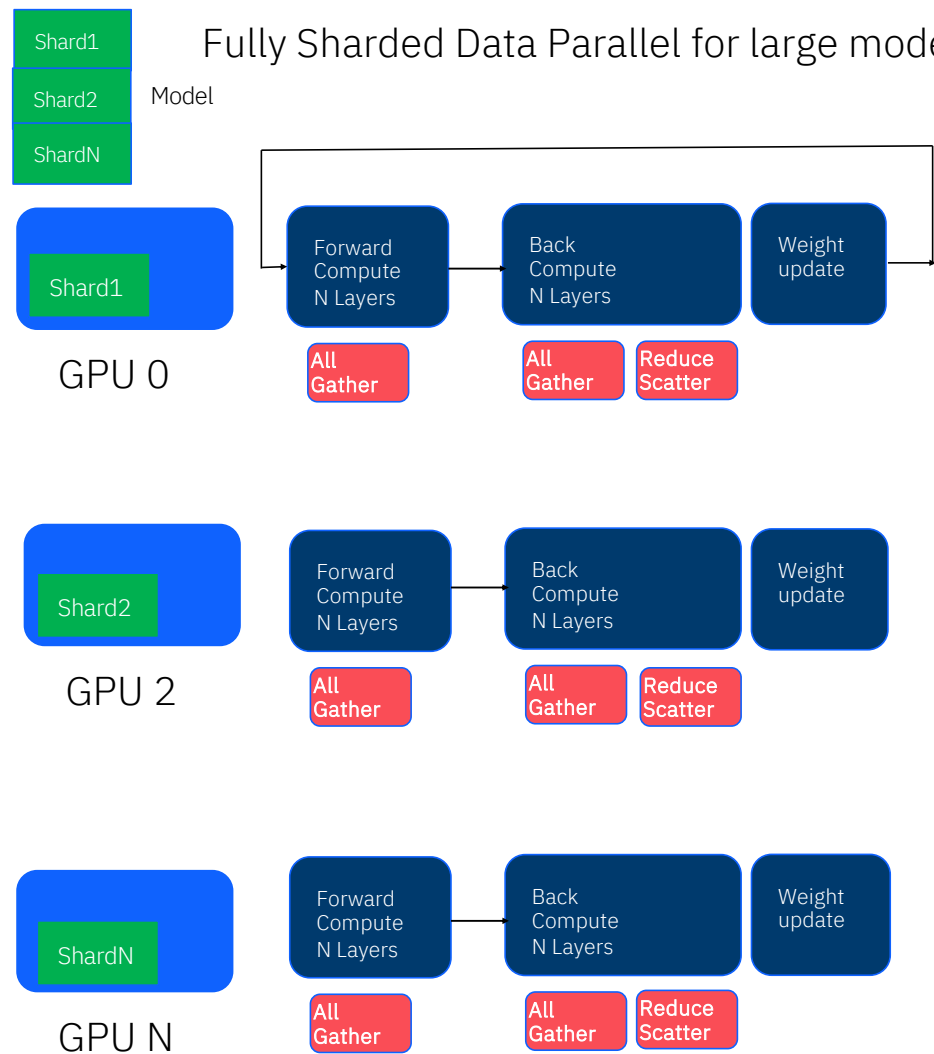 Shard1
Fully Sharded Data Parallel for large
Shard2
Model
ShardN
Shard1
GPU 0
Forward
Compute
N Layers
Back
Compute
N Layers
Weight
update
All
Gather
All
Gather
Reduce
Scatter
Shard2
GPU 2
Forward
Compute
N Layers
Back
Compute
N Layers
Weight
update
All
Gather
All
Gather
Reduce
Scatter
ShardN
GPU N
Forward
Compute
N Layers
Back
Compute
N Layers
Weight
update
All
Gather
All
Gather
Reduce
Scatter